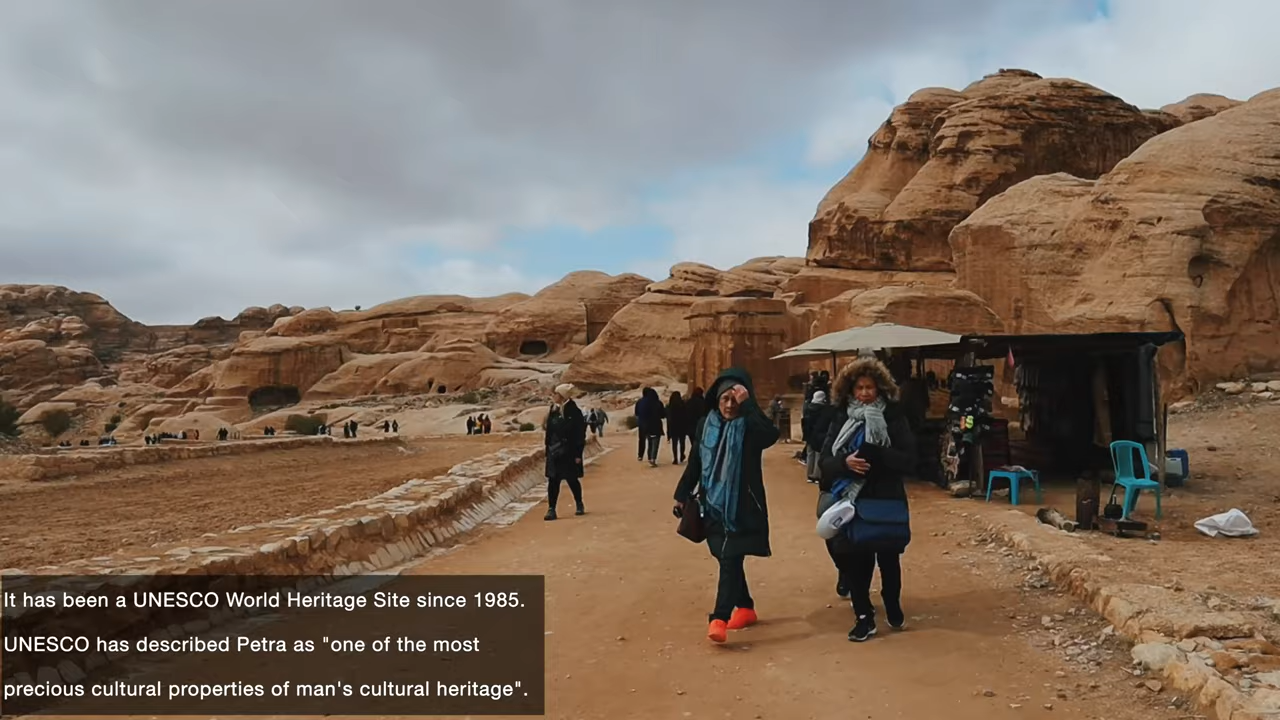 It has been a UNESCO World Heritage Site since 1985.
UNESCO has described Petra as "one of the most
precious cultural properties of man's cultural heritage".